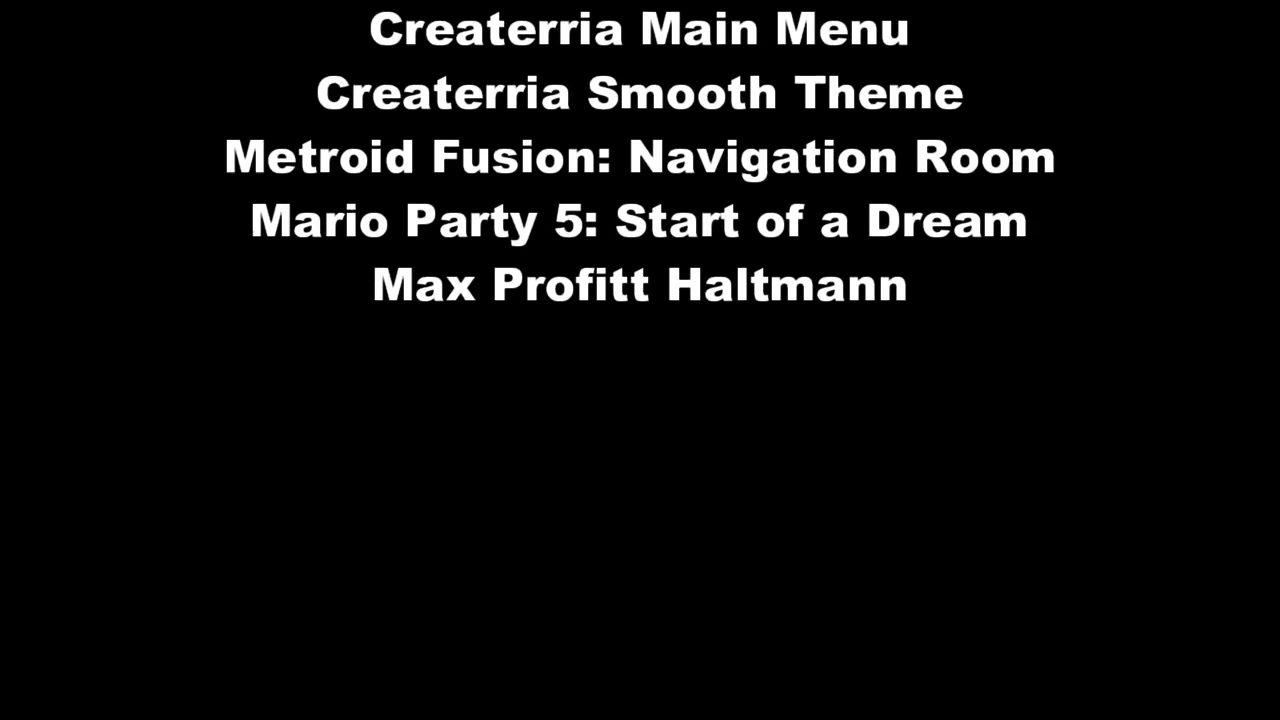 Createrria Main Menu
Createrria Smooth Theme
Metroid Fusion: Navigation Room
Mario Party 5: Start of a Dream
Max Profitt Haltmann